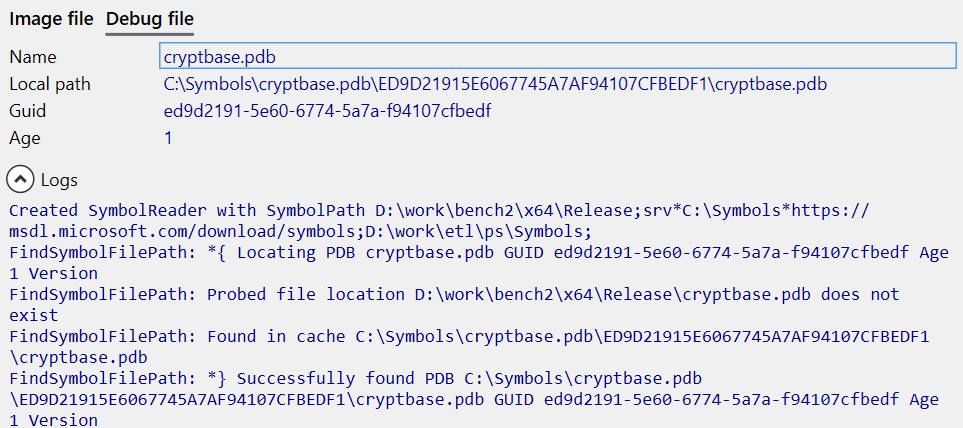 Image file Debug file
Name cryptbase.pdb
Local path C:\Symbols\cryptbase.pdb\ED9D21915E6067745A7AF94107CFBEDF1\cryptbase.pdb
Guid ed9d2191-5e60-6774-5a7a-f94107cfbedf
Age 1
Logs
Created SymbolReader with SymbolPath D:\work\bench2\x64\Release;srv*C:\Symbols*https://
msdl.microsoft.com/download/symbols;D:\work\etl\ps\Symbols;
FindSymbolFilePath: *{ Locating PDB cryptbase.pdb GUID ed9d2191-5e60-6774-5a7a-f94107cfbedf Age
1 Version
FindSymbolFilePath: Probed file location D:\work\bench2\x64\Release\cryptbase.pdb does not
exist
FindSymbolFilePath: Found in cache C:\Symbols\cryptbase.pdb\ED9D21915E6067745A7AF94107CFBEDF1
\cryptbase.pdb
FindSymbolFilePath: *} Successfully found PDB C:\Symbols\cryptbase.pdb
\ED9D21915E6067745A7AF94107CFBEDF1\cryptbase.pdb GUID ed9d2191-5e60-6774-5a7a-f94107cfbedf Age
1 Version